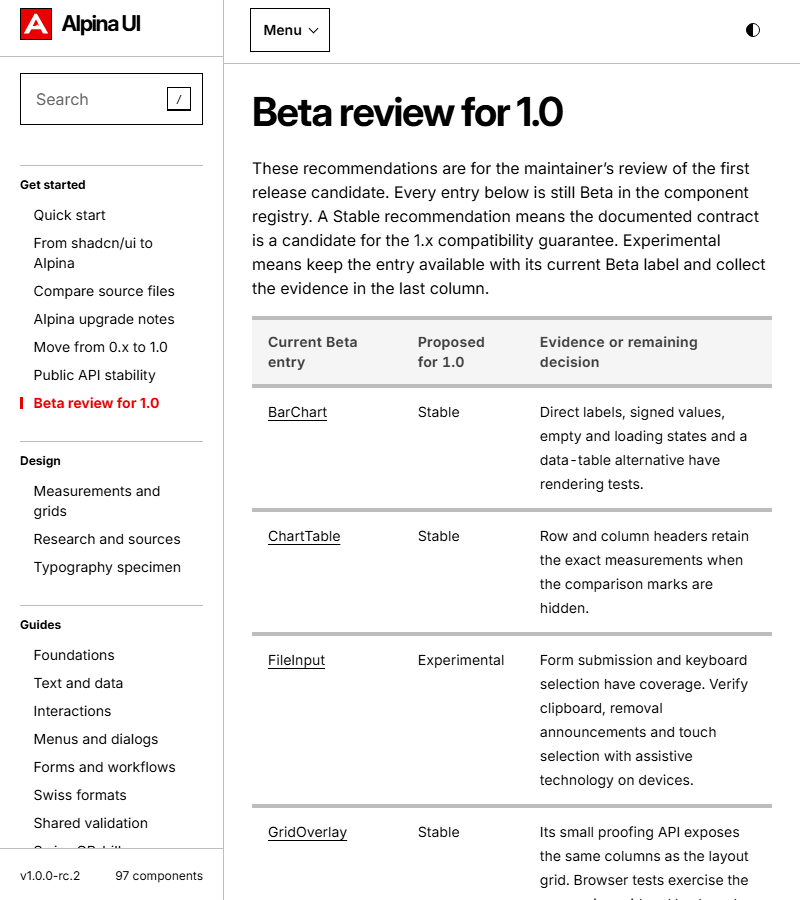 Alpina UI
Search
/
Get started
Quick start
From shadcn/ui to
Alpina
Compare source files
Alpina upgrade notes
Move from 0.x to 1.0
Public API stability
Beta review for 1.0
Design
Measurements and
grids
Research and sources
Typography specimen
Guides
Foundations
Text and data
Interactions
Menus and dialogs
Forms and workflows
Swiss formats
Shared validation
v1.0.0-rc.2
97 components
Menu
Beta review for 1.0
These recommendations are for the maintainer’s review of the first
release candidate. Every entry below is still Beta in the component
registry. A Stable recommendation means the documented contract
is a candidate for the 1.x compatibility guarantee. Experimental
means keep the entry available with its current Beta label and collect
the evidence in the last column.
Current Beta
entry
Proposed
for 1.0
Evidence or remaining
decision
BarChart
Stable
Direct labels, signed values,
empty and loading states and a
data-table alternative have
rendering tests.
ChartTable
Stable
Row and column headers retain
the exact measurements when
the comparison marks are
hidden.
FileInput
Experimental
Form submission and keyboard
selection have coverage. Verify
clipboard, removal
announcements and touch
selection with assistive
technology on devices.
GridOverlay
Stable
Its small proofing API exposes
the same columns as the layout
grid. Browser tests exercise the